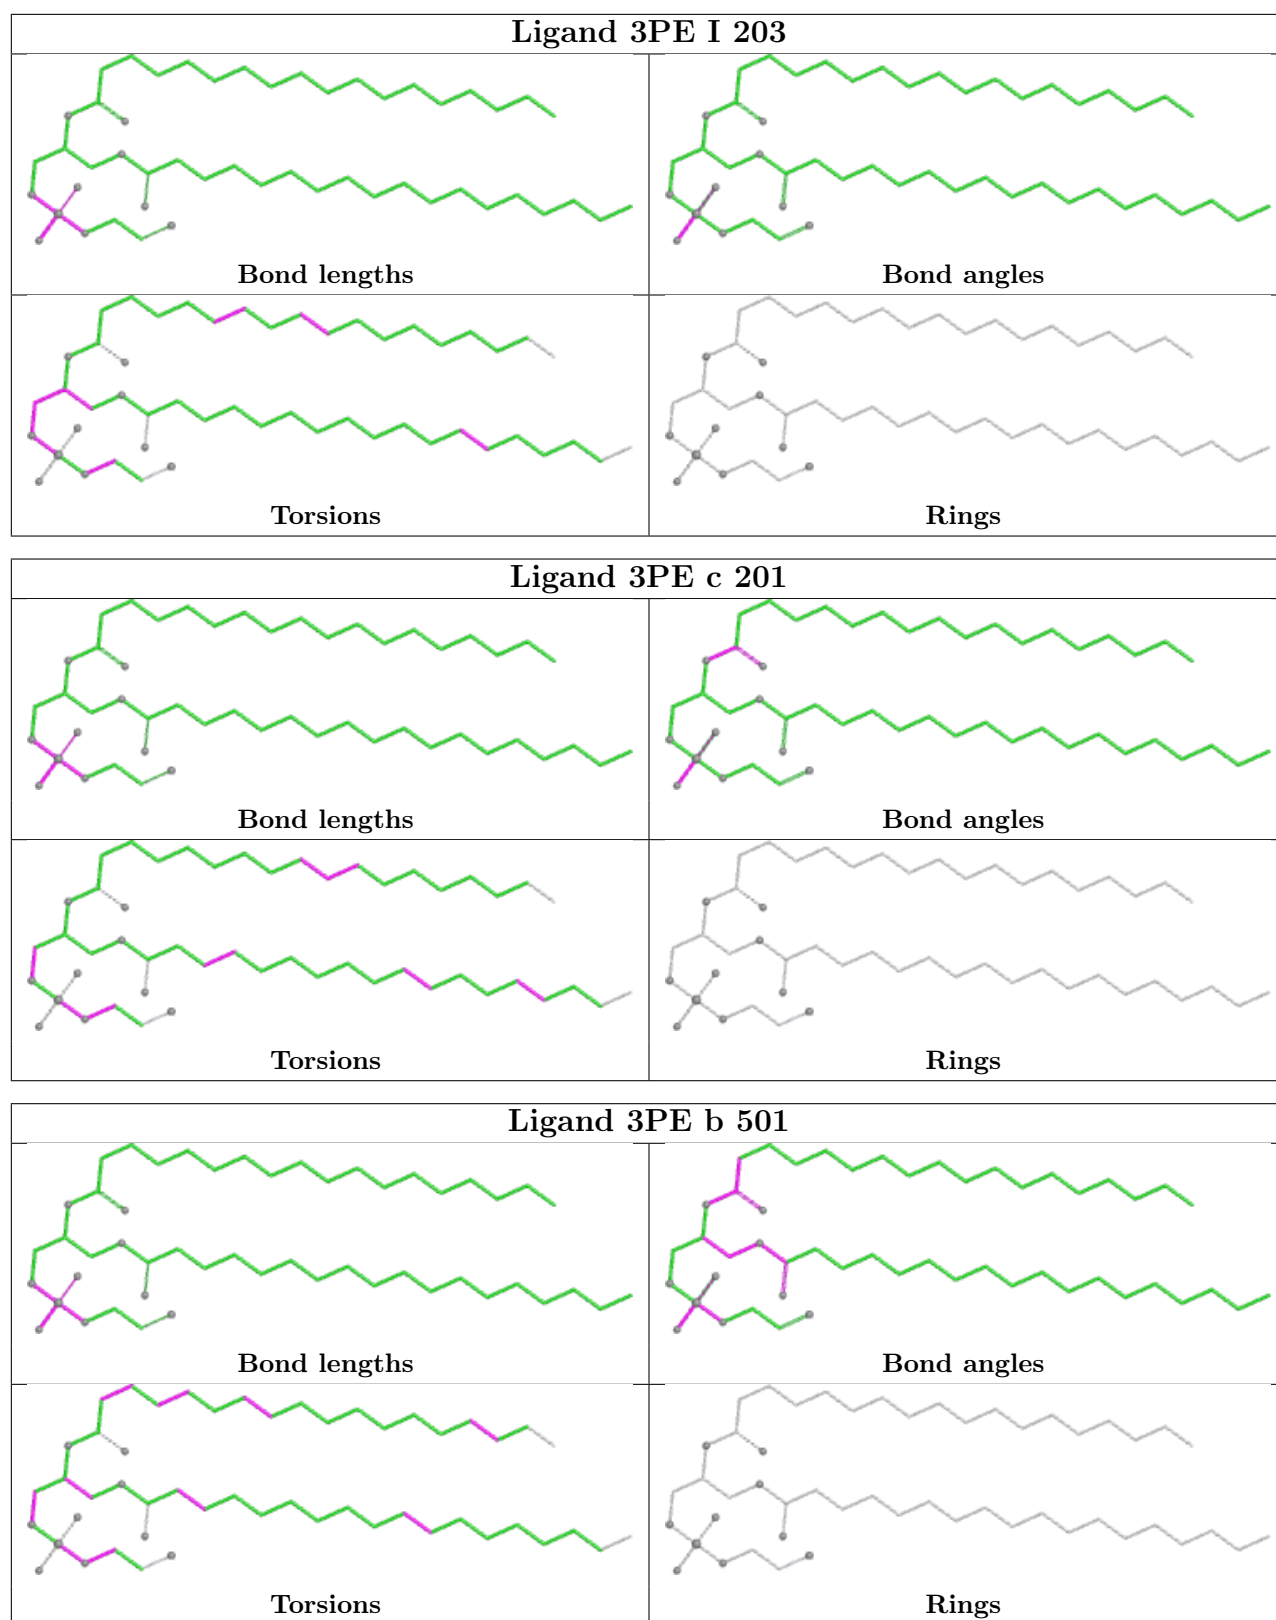 Ligand 3PE I 203
Bond lengths
Bond angles
Torsions
Rings
Ligand 3PE c 201
Bond lengths
Bond angles
Torsions
Rings
Ligand 3PE b 501
Bond lengths
Bond angles
Torsions
Rings